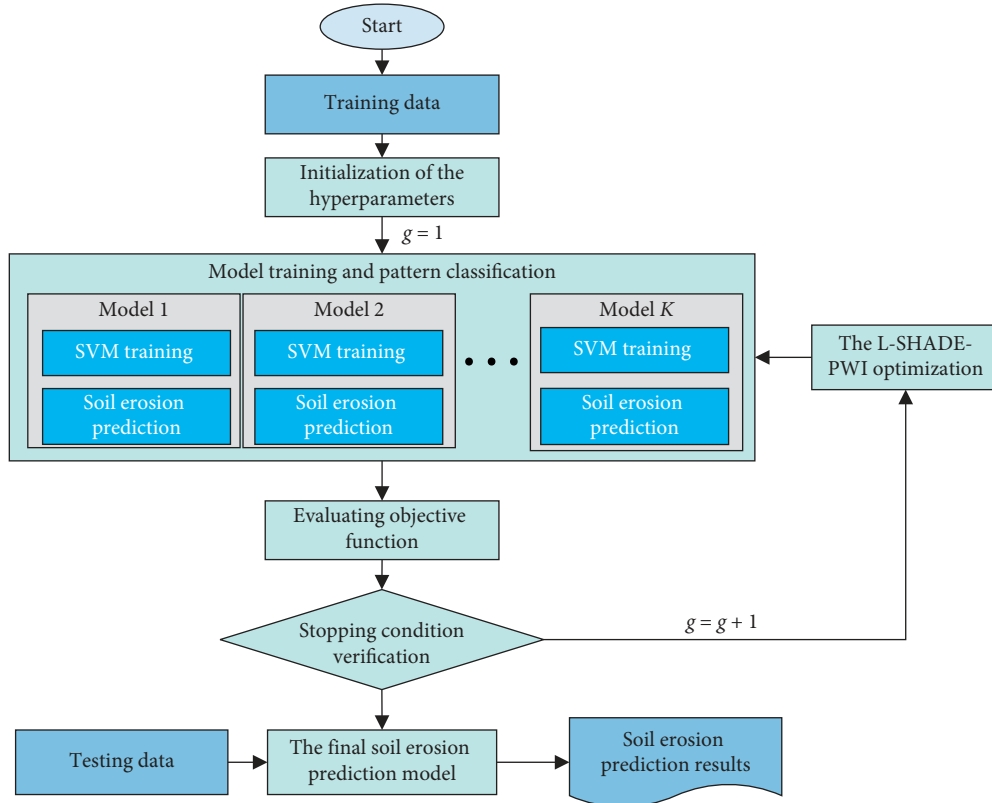 Start
Training data
Initialization of the
hyperparameters
g = 1
Model training and pattern classification
Model 1
SVM training
Soil erosion
prediction
Model 2
SVM training
Soil erosion
prediction
• • •
Model K
SVM training
Soil erosion
prediction
The L-SHADE-
PWI optimization
Evaluating objective
function
Stopping condition
verification
g = g + 1
Testing data
The final soil erosion
prediction model
Soil erosion
prediction results